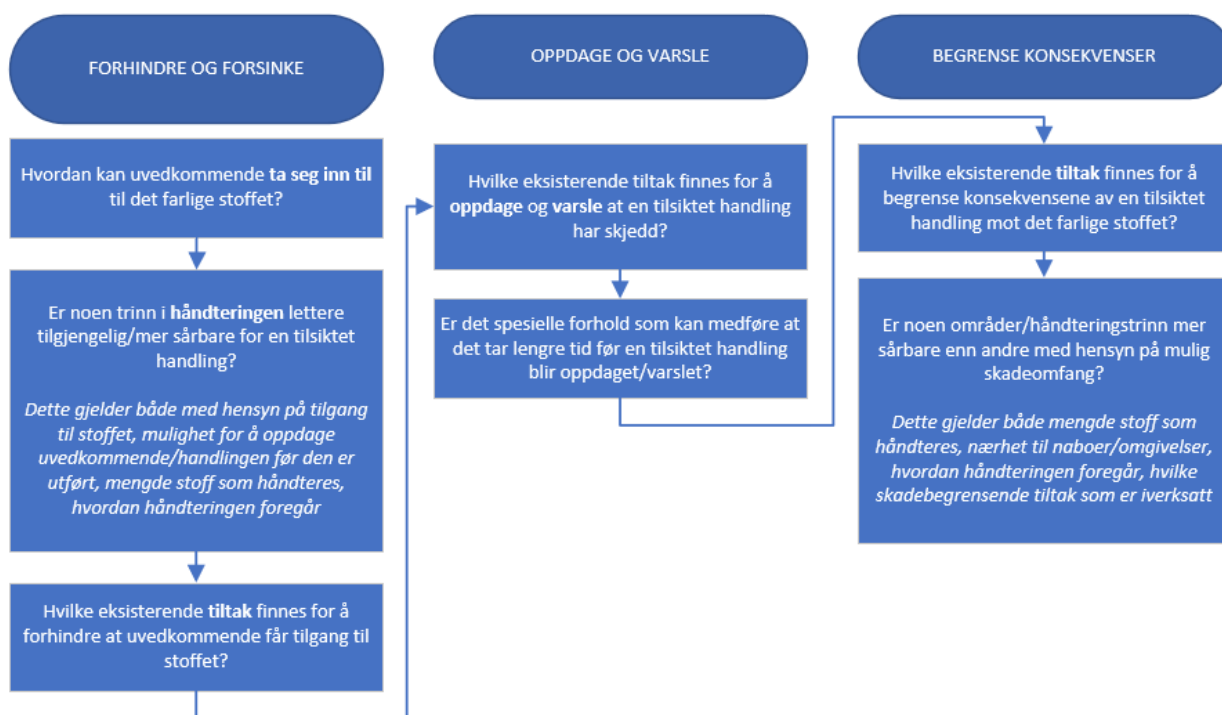 FORHINDRE OG FORSINKE
Hvordan kan uvedkommende ta seg inn til
til det farlige stoffet?
Er noen trinn i håndteringen lettere
tilgjengelig/mer sårbare for en tilsiktet
handling?
Dette gjelder både med hensyn på tilgang
til stoffet, mulighet for å oppdage
uvedkommende/handlingen før den er
utført, mengde stoff som håndteres,
hvordan håndteringen foregår
Hvilke eksisterende tiltak finnes for å
forhindre at uvedkommende får tilgang til
stoffet?
OPPDAGE OG VARSLE
Hvilke eksisterende tiltak finnes for å
oppdage og varsle at en tilsiktet handling
har skjedd?
Er det spesielle forhold som kan medføre at
det tar lengre tid før en tilsiktet handling
blir oppdaget/varslet?
BEGRENSE KONSEKVENSER
Hvilke eksisterende tiltak finnes for å
begrense konsekvensene av en tilsiktet
handling mot det farlige stoffet?
Er noen områder/håndteringstrinn mer
sårbare enn andre med hensyn på mulig
skadeomfang?
Dette gjelder både mengde stoff som
håndteres, nærhet til naboer/omgivelser,
hvordan håndteringen foregår, hvilke
skadebegrensende tiltak som er iverksatt